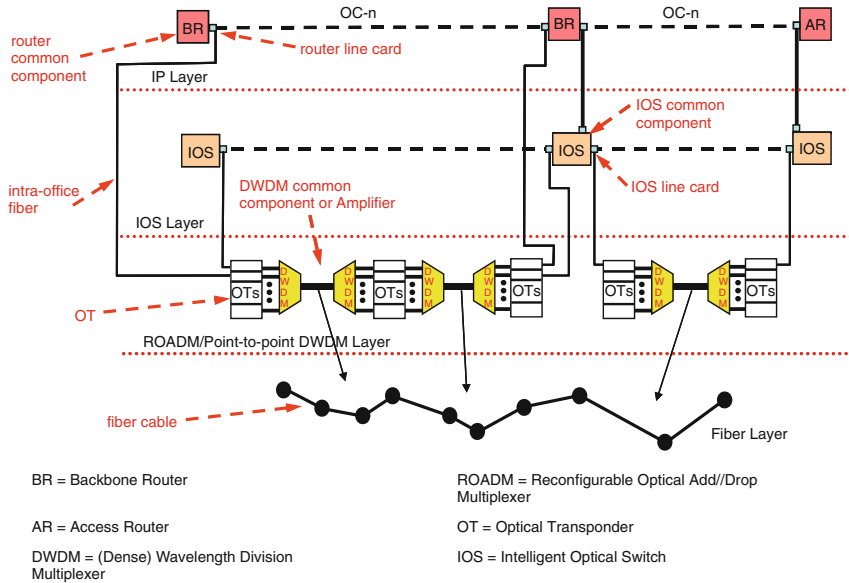 OC-n
OC-n
BR
BR
AR
router
common
component
router line card
IP Layer
IOS common
component
IOS
IOS
IOS
intra-office
fiber
DWDM common
component or Amplifier
IOS line card
IOS Layer
OTs
DWDM
DWDM
OTs
DWDM
DWDM
OTs
OTs
DWDM
DWDM
OTs
OT
ROADM/Point-to-point DWDM Layer
fiber cable
Fiber Layer
BR = Backbone Router
ROADM = Reconfigurable Optical Add//Drop
Multiplexer
AR = Access Router
OT = Optical Transponder
DWDM = (Dense) Wavelength Division
Multiplexer
IOS = Intelligent Optical Switch